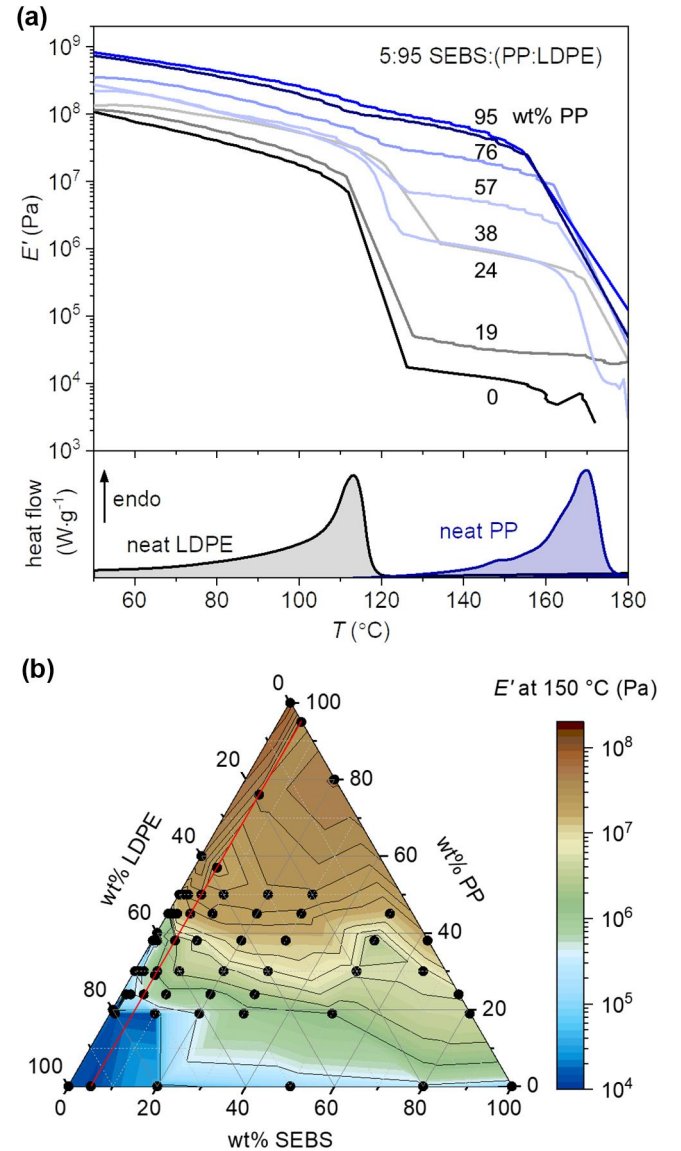 (a)
5:95 SEBS:(PP:LDPE)
10⁹
10⁸
10⁷
10⁶
10⁵
10⁴
10³
E' (Pa)
95 wt% PP
76
57
38
24
19
0
heat flow
(W·g⁻¹)
endo
neat LDPE
neat PP
60 80 100 120 140 160 180
T (°C)
(b)
E' at 150 °C (Pa)
0 100
20 80
40 60
60 40
80 20
100 0
wt% LDPE
wt% PP
0 20 40 60 80 100
wt% SEBS
10⁸
10⁷
10⁶
10⁵
10⁴